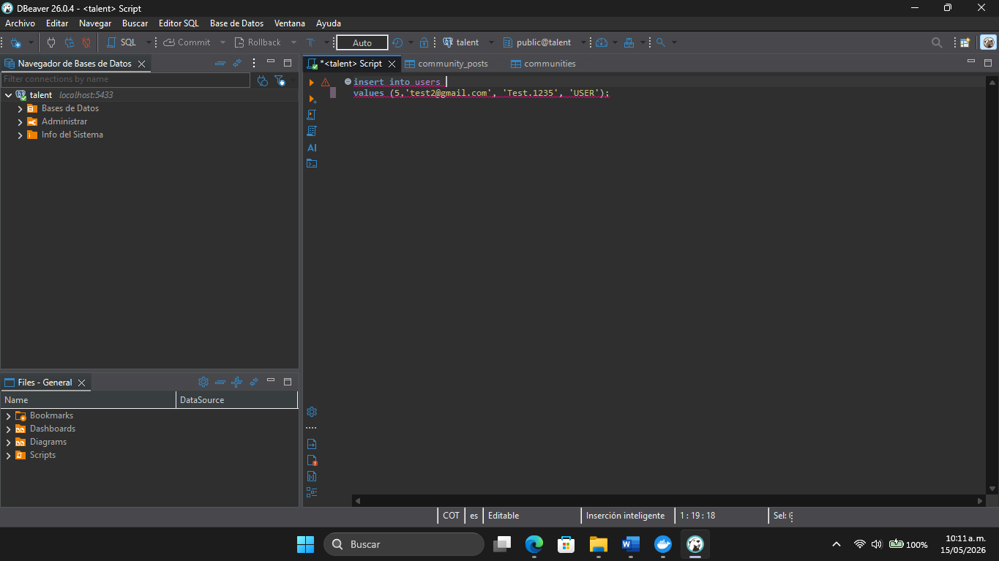 DBeaver 26.0.4 - <talent> Script
Archivo Editar Navegar Buscar Editor SQL Base de Datos Ventana Ayuda
SQL Commit Rollback T Auto talent public@talent
Navegador de Bases de Datos
*<talent> Script community_posts communities
Filter connections by name
talent localhost:5433
Bases de Datos
Administrar
Info del Sistema
insert into users
values (5,'test2@gmail.com', 'Test.1235', 'USER');
AI
Files - General
Name DataSource
Bookmarks
Dashboards
Diagrams
Scripts
COT es Editable Inserción inteligente 1 : 19 : 18 Sel:
Buscar
100%
10:11 a. m.
15/05/2026